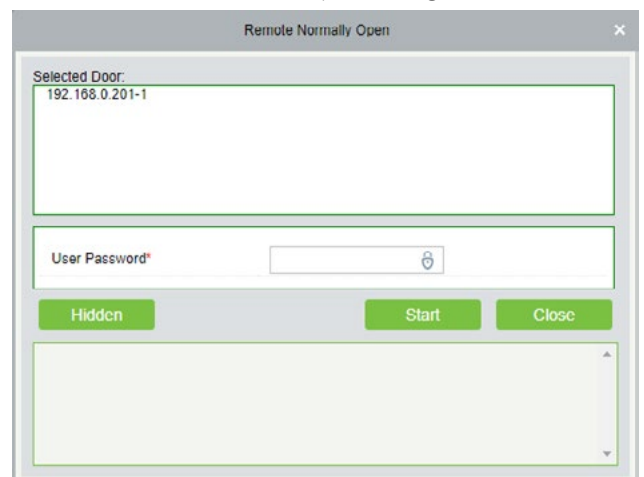 Remote Normally Open ×
Selected Door:
192.168.0.201-1
User Password*
Hidden Start Close